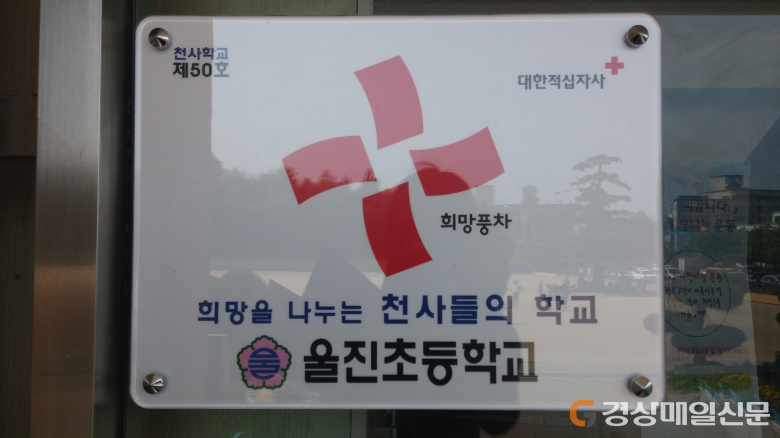 천사학교
제50호
대한적십자사
희망풍차
희망을 나누는 천사들의 학교
울
울진초등학교
경상매일신문